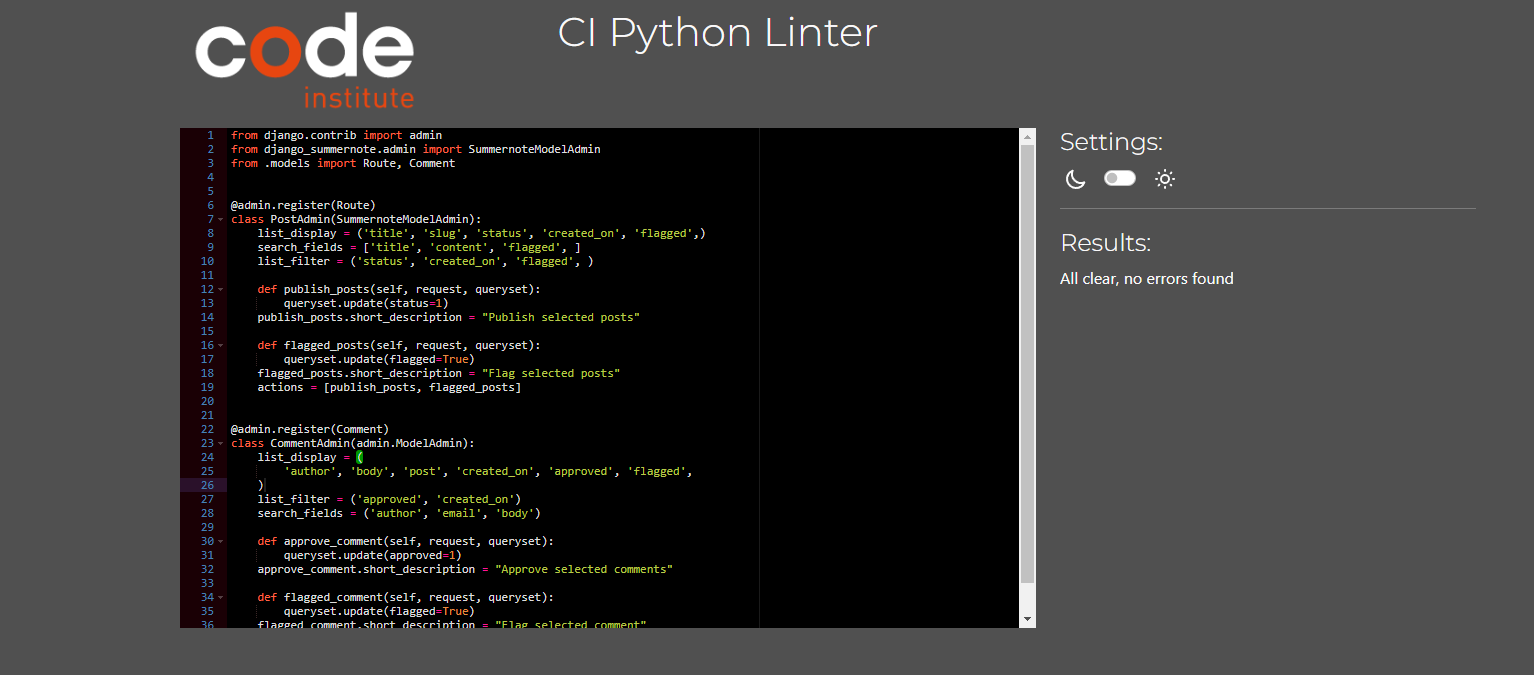 code
institute
CI Python Linter
1 from django.contrib import admin
2 from django_summernote.admin import SummernoteModelAdmin
3 from .models import Route, Comment
4
5
6 @admin.register(Route)
7 class PostAdmin(SummernoteModelAdmin):
8     list_display = ('title', 'slug', 'status', 'created_on', 'flagged',)
9     search_fields = ['title', 'content', 'flagged', ]
10     list_filter = ('status', 'created_on', 'flagged', )
11
12     def publish_posts(self, request, queryset):
13         queryset.update(status=1)
14     publish_posts.short_description = "Publish selected posts"
15
16     def flagged_posts(self, request, queryset):
17         queryset.update(flagged=True)
18     flagged_posts.short_description = "Flag selected posts"
19     actions = [publish_posts, flagged_posts]
20
21
22 @admin.register(Comment)
23 class CommentAdmin(admin.ModelAdmin):
24     list_display = (
25         'author', 'body', 'post', 'created_on', 'approved', 'flagged',
26     )
27     list_filter = ('approved', 'created_on')
28     search_fields = ('author', 'email', 'body')
29
30     def approve_comment(self, request, queryset):
31         queryset.update(approved=1)
32     approve_comment.short_description = "Approve selected comments"
33
34     def flagged_comment(self, request, queryset):
35         queryset.update(flagged=True)
36     flagged_comment.short_description = "Flag selected comment"
Settings:
Results:
All clear, no errors found